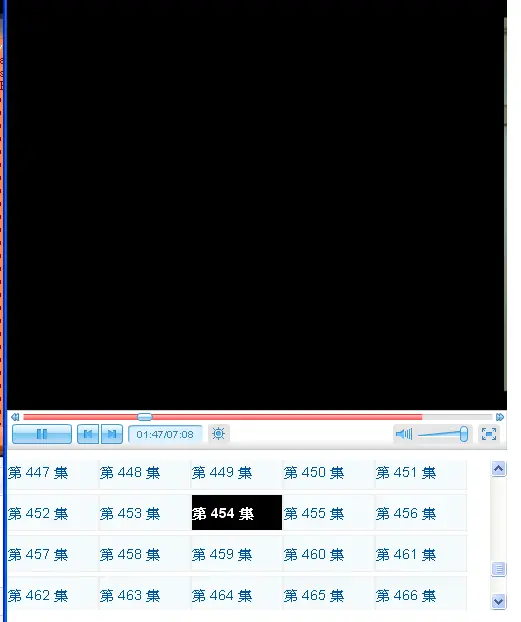 01:47/07:08
第 447 集 第 448 集 第 449 集 第 450 集 第 451 集
第 452 集 第 453 集 第 454 集 第 455 集 第 456 集
第 457 集 第 458 集 第 459 集 第 460 集 第 461 集
第 462 集 第 463 集 第 464 集 第 465 集 第 466 集